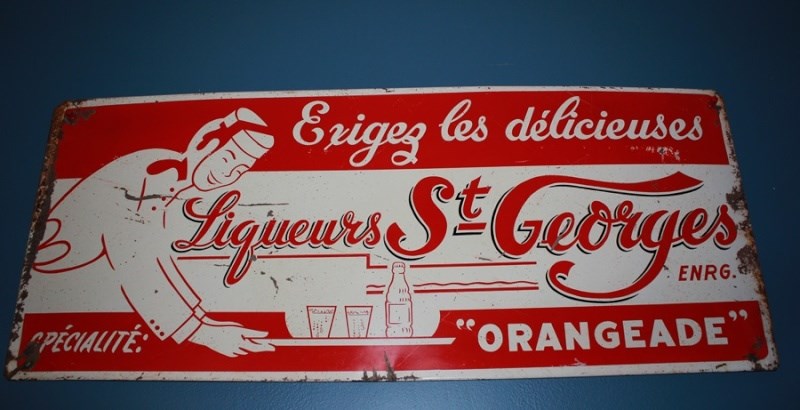 Exigez les délicieuses
Liqueurs St Georges
ENRG.
SPÉCIALITÉ: "ORANGEADE"